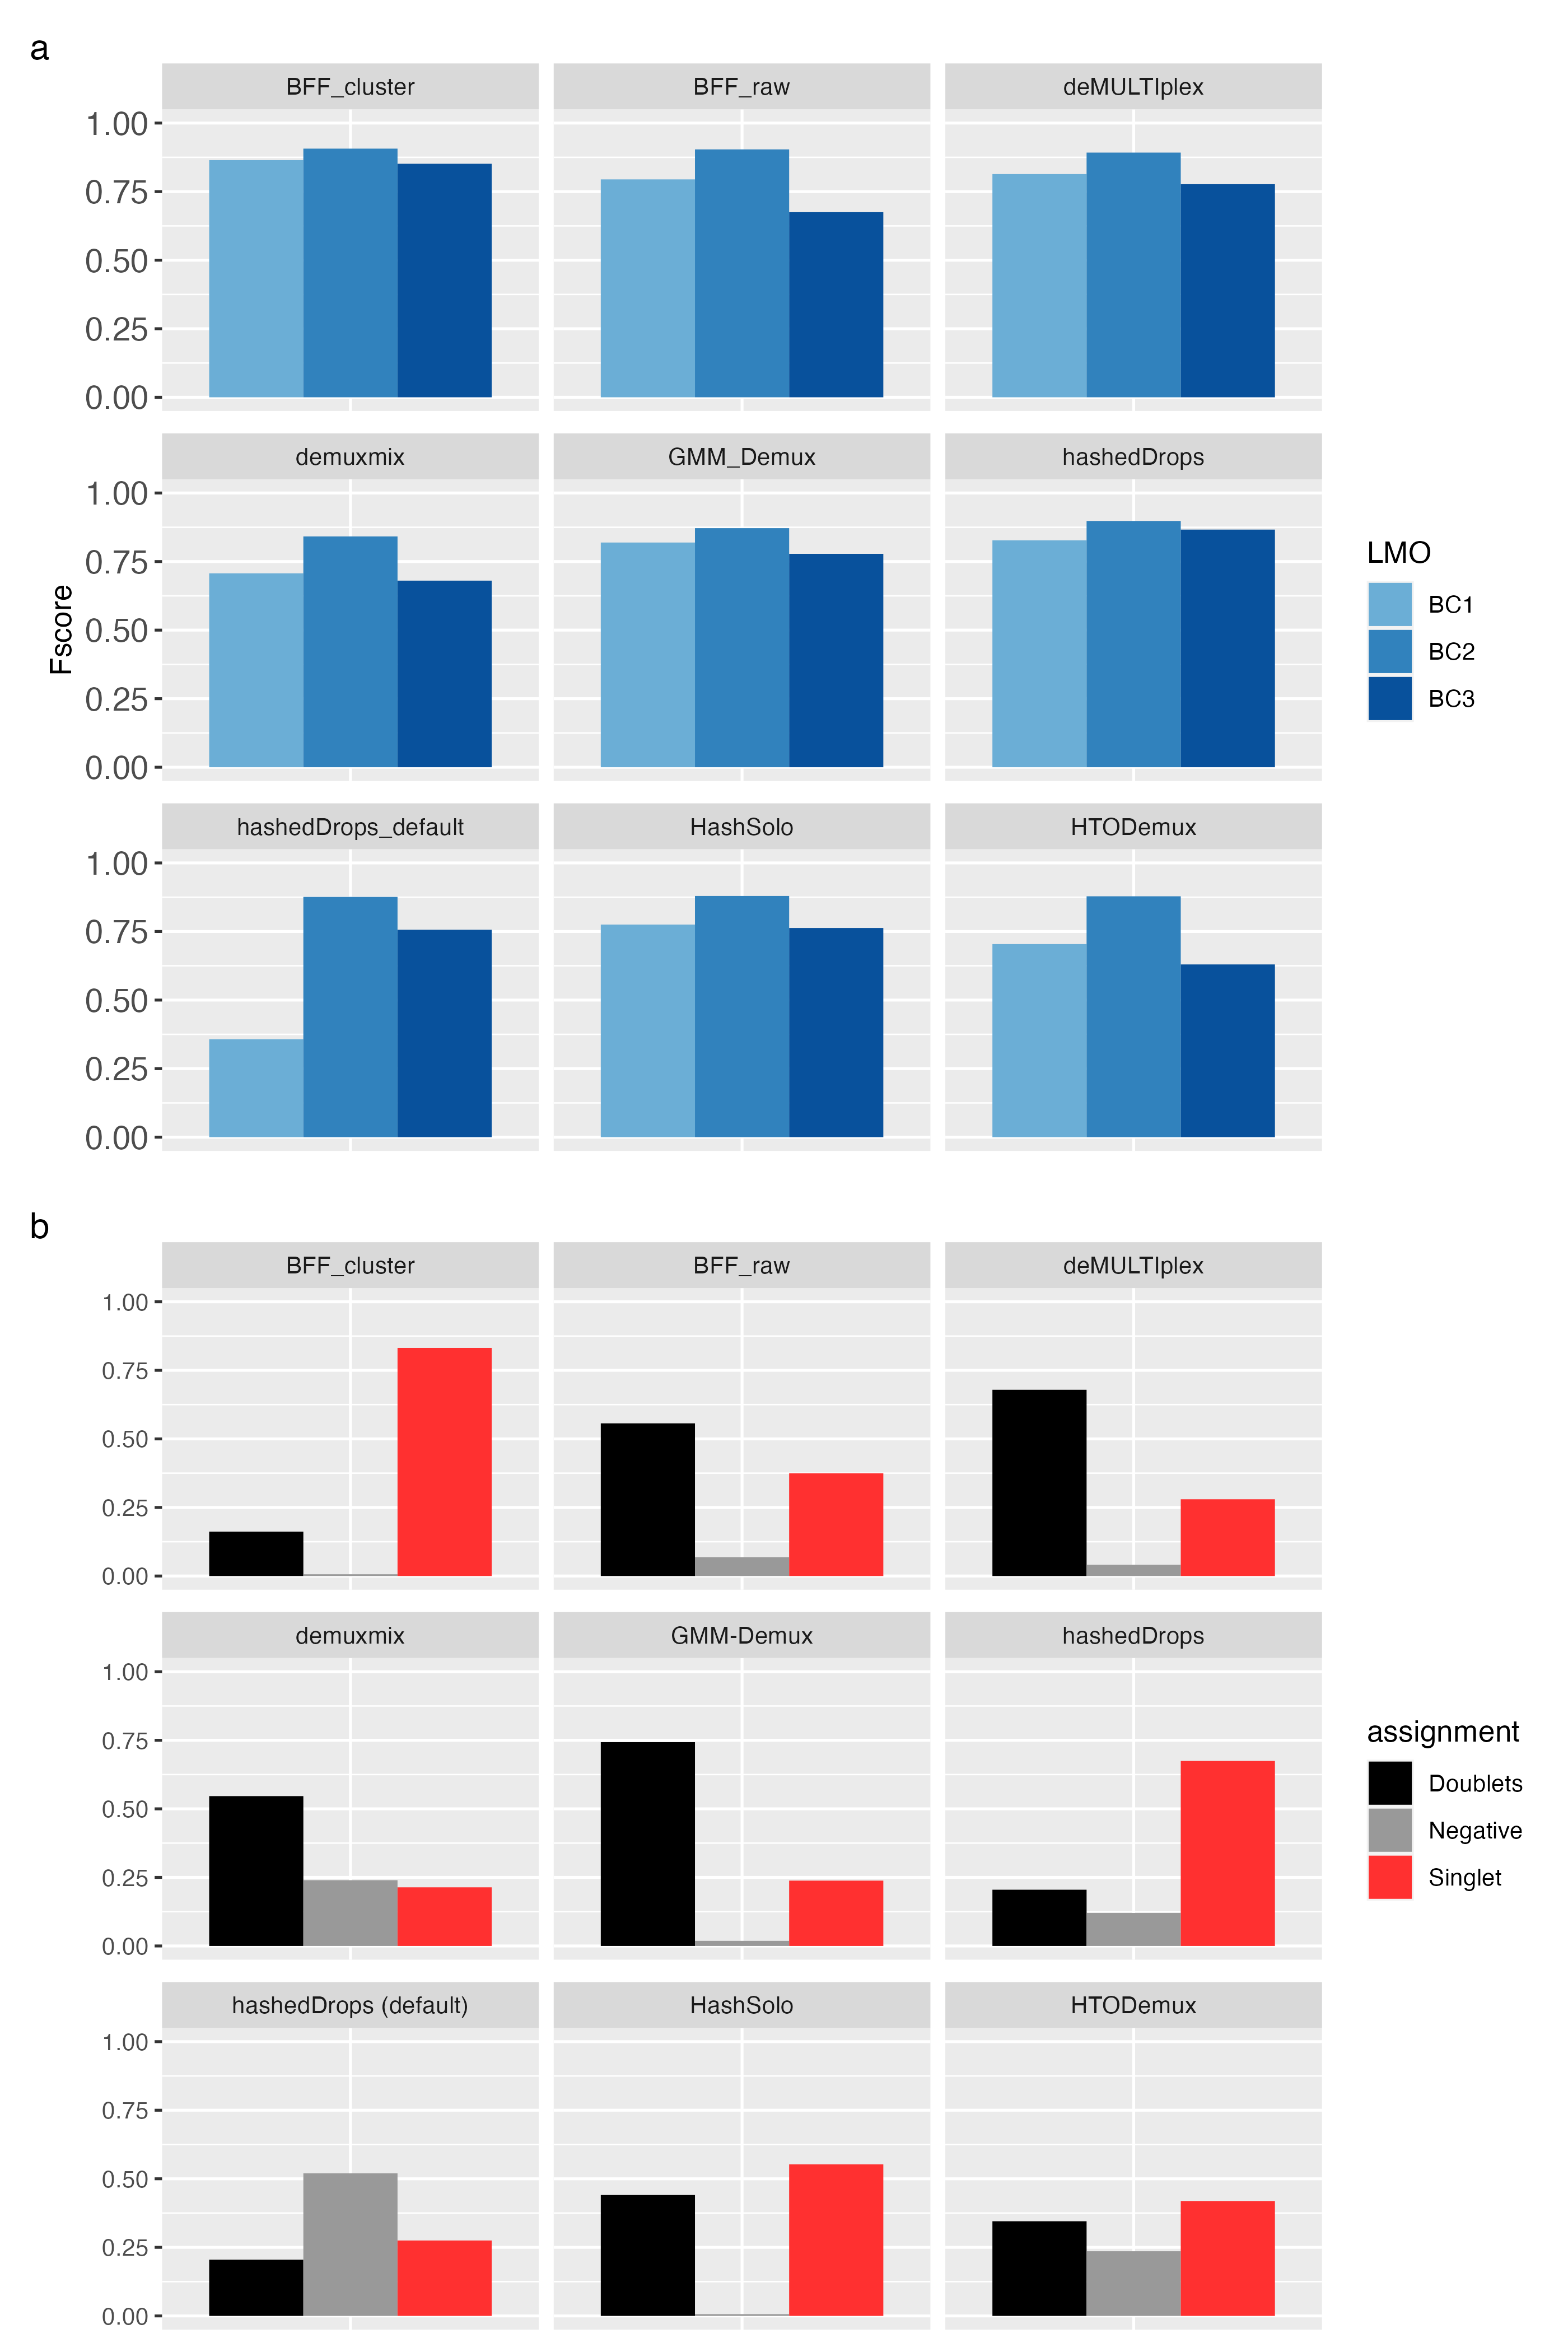 a
BFF_cluster BFF_raw deMULTIplex
1.00
0.75
0.50
0.25
0.00
demuxmix GMM_Demux hashedDrops
1.00
0.75
0.50
0.25
0.00
Fscore
LMO
BC1
BC2
BC3
hashedDrops_default HashSolo HTODemux
1.00
0.75
0.50
0.25
0.00
b
BFF_cluster BFF_raw deMULTIplex
1.00
0.75
0.50
0.25
0.00
demuxmix GMM-Demux hashedDrops
1.00
0.75
0.50
0.25
0.00
assignment
Doublets
Negative
Singlet
hashedDrops (default) HashSolo HTODemux
1.00
0.75
0.50
0.25
0.00